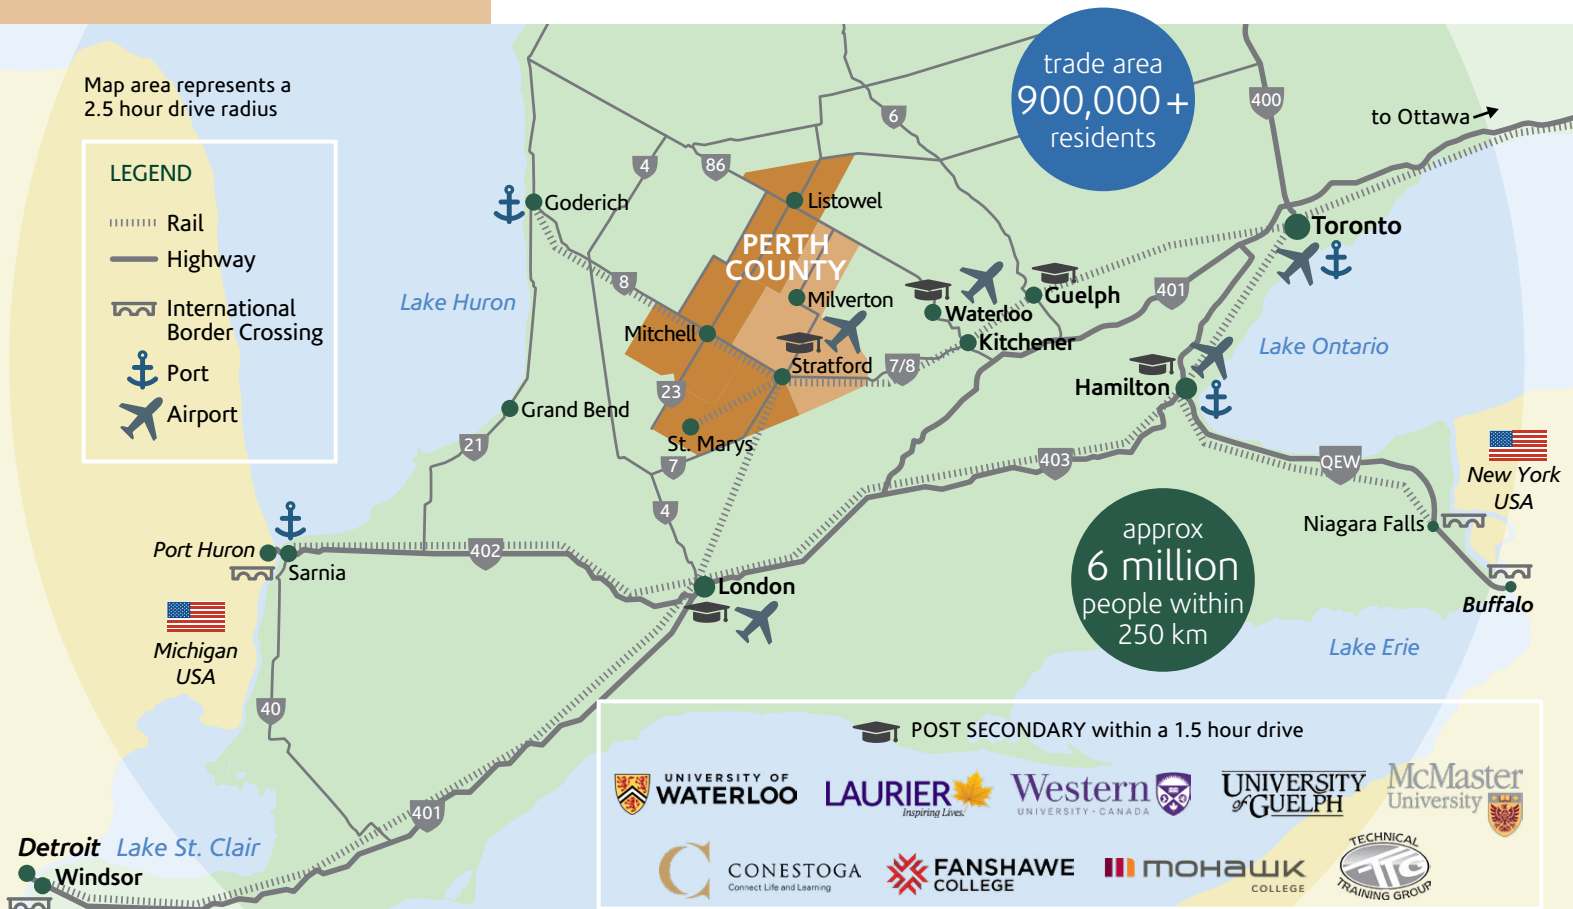 Map area represents a
2.5 hour drive radius
LEGEND
Rail
Highway
International
Border Crossing
Port
Airport
trade area
900,000+
residents
to Ottawa
400
6
4
86
Goderich
Listowel
Toronto
PERTH
COUNTY
8
Lake Huron
Milverton
Waterloo
Guelph
401
Mitchell
Kitchener
Lake Ontario
Stratford
7/8
Hamilton
23
Grand Bend
St. Marys
21
7
403
QEW
New York
USA
4
Niagara Falls
Port Huron
Sarnia
402
London
approx
6 million
people within
250 km
Buffalo
Michigan
USA
Lake Erie
40
401
Detroit
Lake St. Clair
Windsor
POST SECONDARY within a 1.5 hour drive
UNIVERSITY OF
WATERLOO
LAURIER
Inspiring Lives.
Western
UNIVERSITY · CANADA
UNIVERSITY
of GUELPH
McMaster
University
CONESTOGA
Connect Life and Learning
FANSHAWE
COLLEGE
mohawk
COLLEGE
TECHNICAL
TTG
TRAINING GROUP